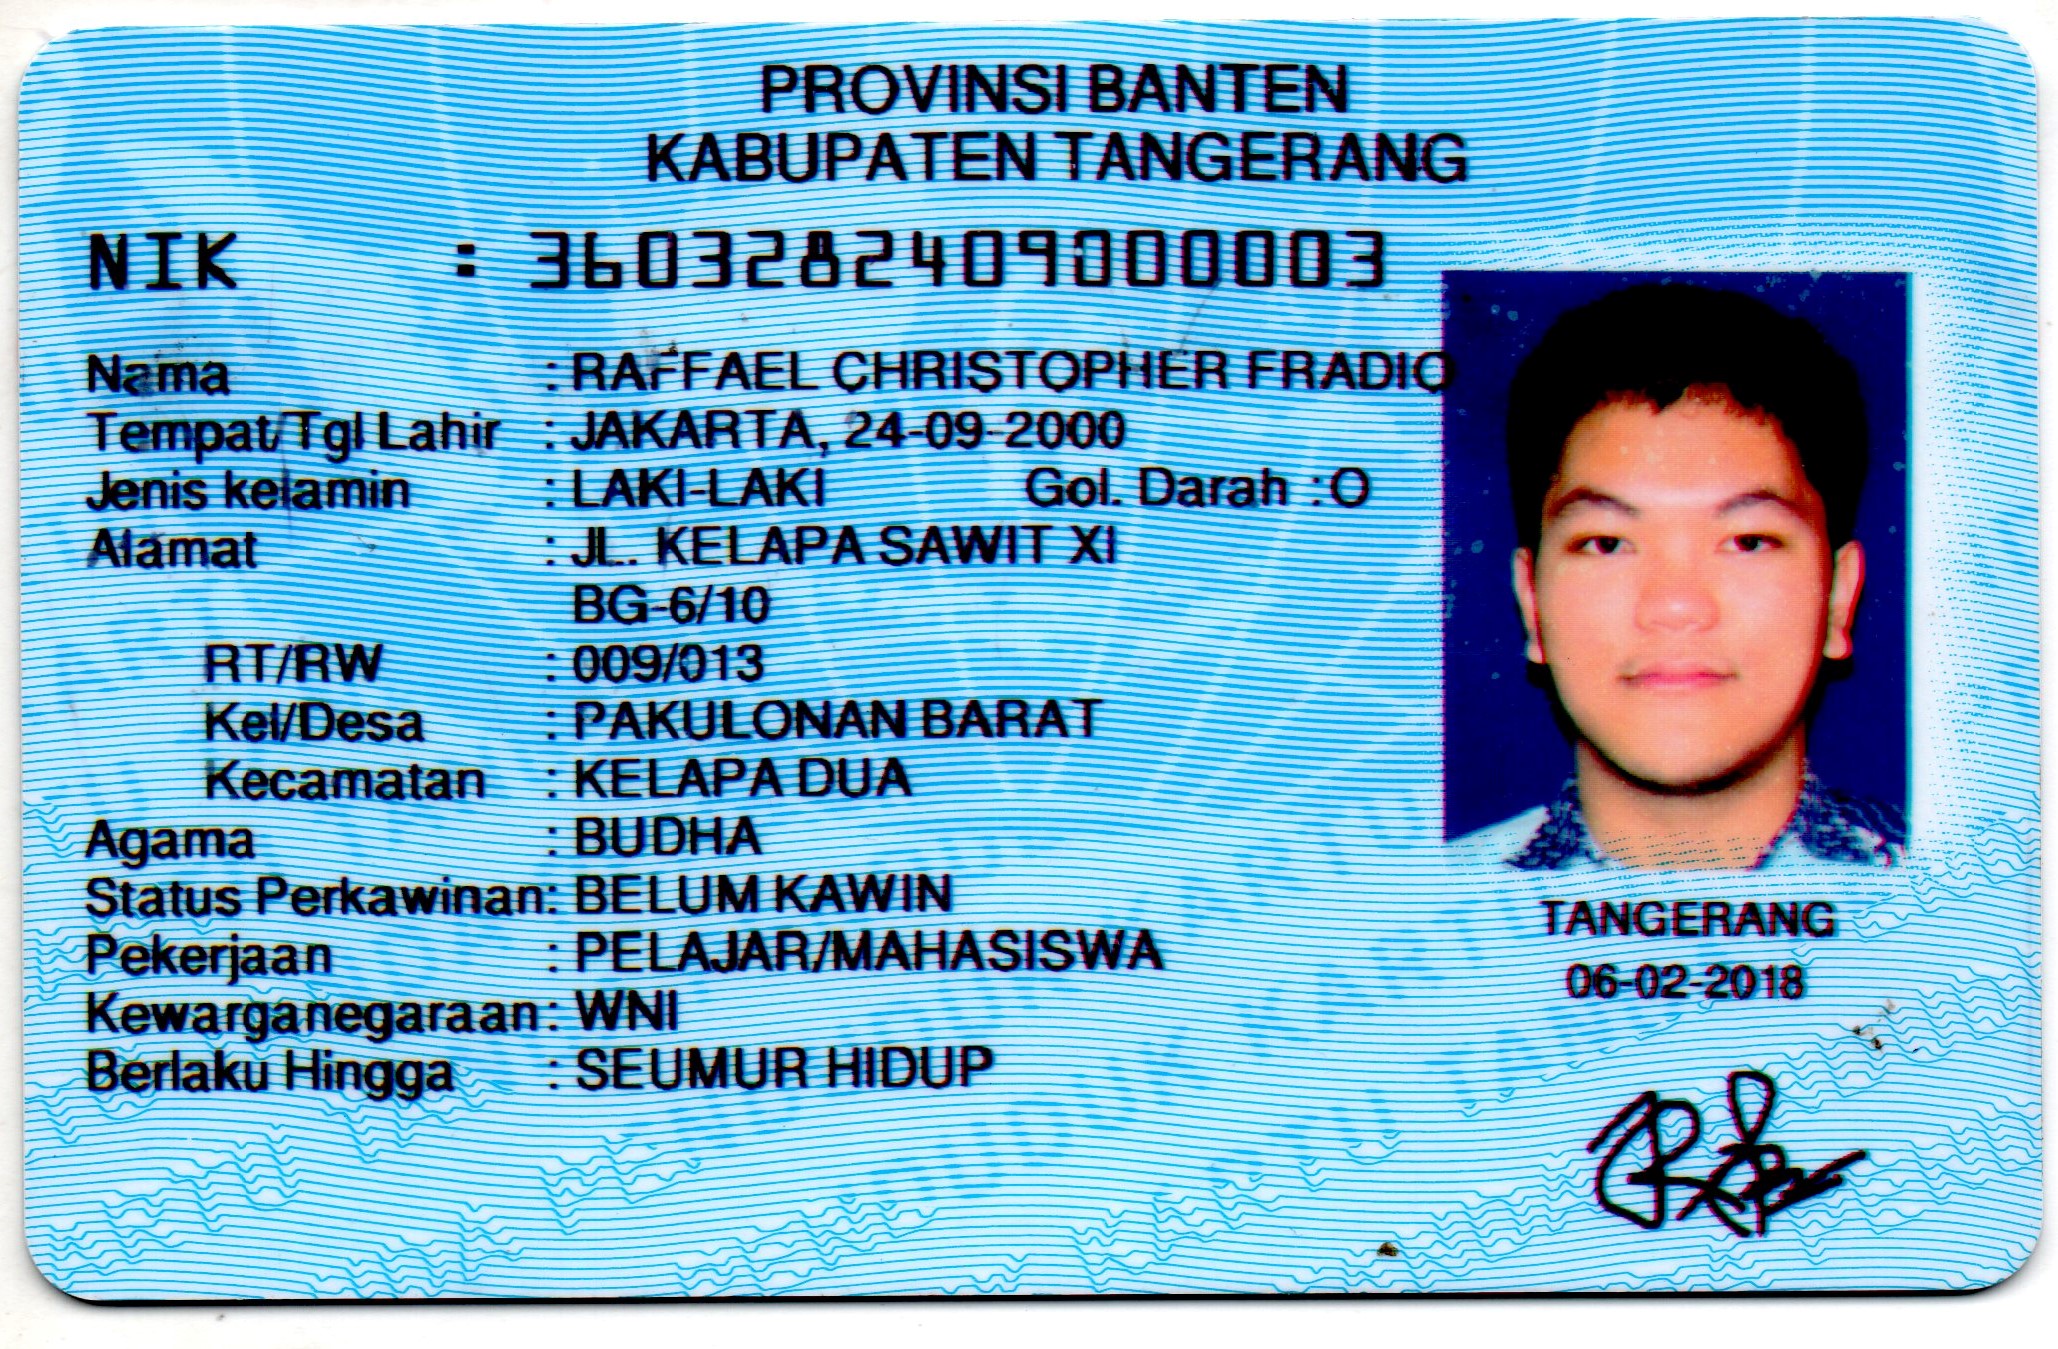 PROVINSI BANTEN
KABUPATEN TANGERANG
NIK : 3603282409000003
Nama : RAFFAEL CHRISTOPHER FRADIO
Tempat/Tgl Lahir : JAKARTA, 24-09-2000
Jenis kelamin : LAKI-LAKI Gol. Darah : O
Alamat : JL. KELAPA SAWIT XI
BG-6/10
RT/RW : 009/013
Kel/Desa : PAKULONAN BARAT
Kecamatan : KELAPA DUA
Agama : BUDHA
Status Perkawinan: BELUM KAWIN
Pekerjaan : PELAJAR/MAHASISWA
Kewarganegaraan: WNI
Berlaku Hingga : SEUMUR HIDUP
TANGERANG
06-02-2018